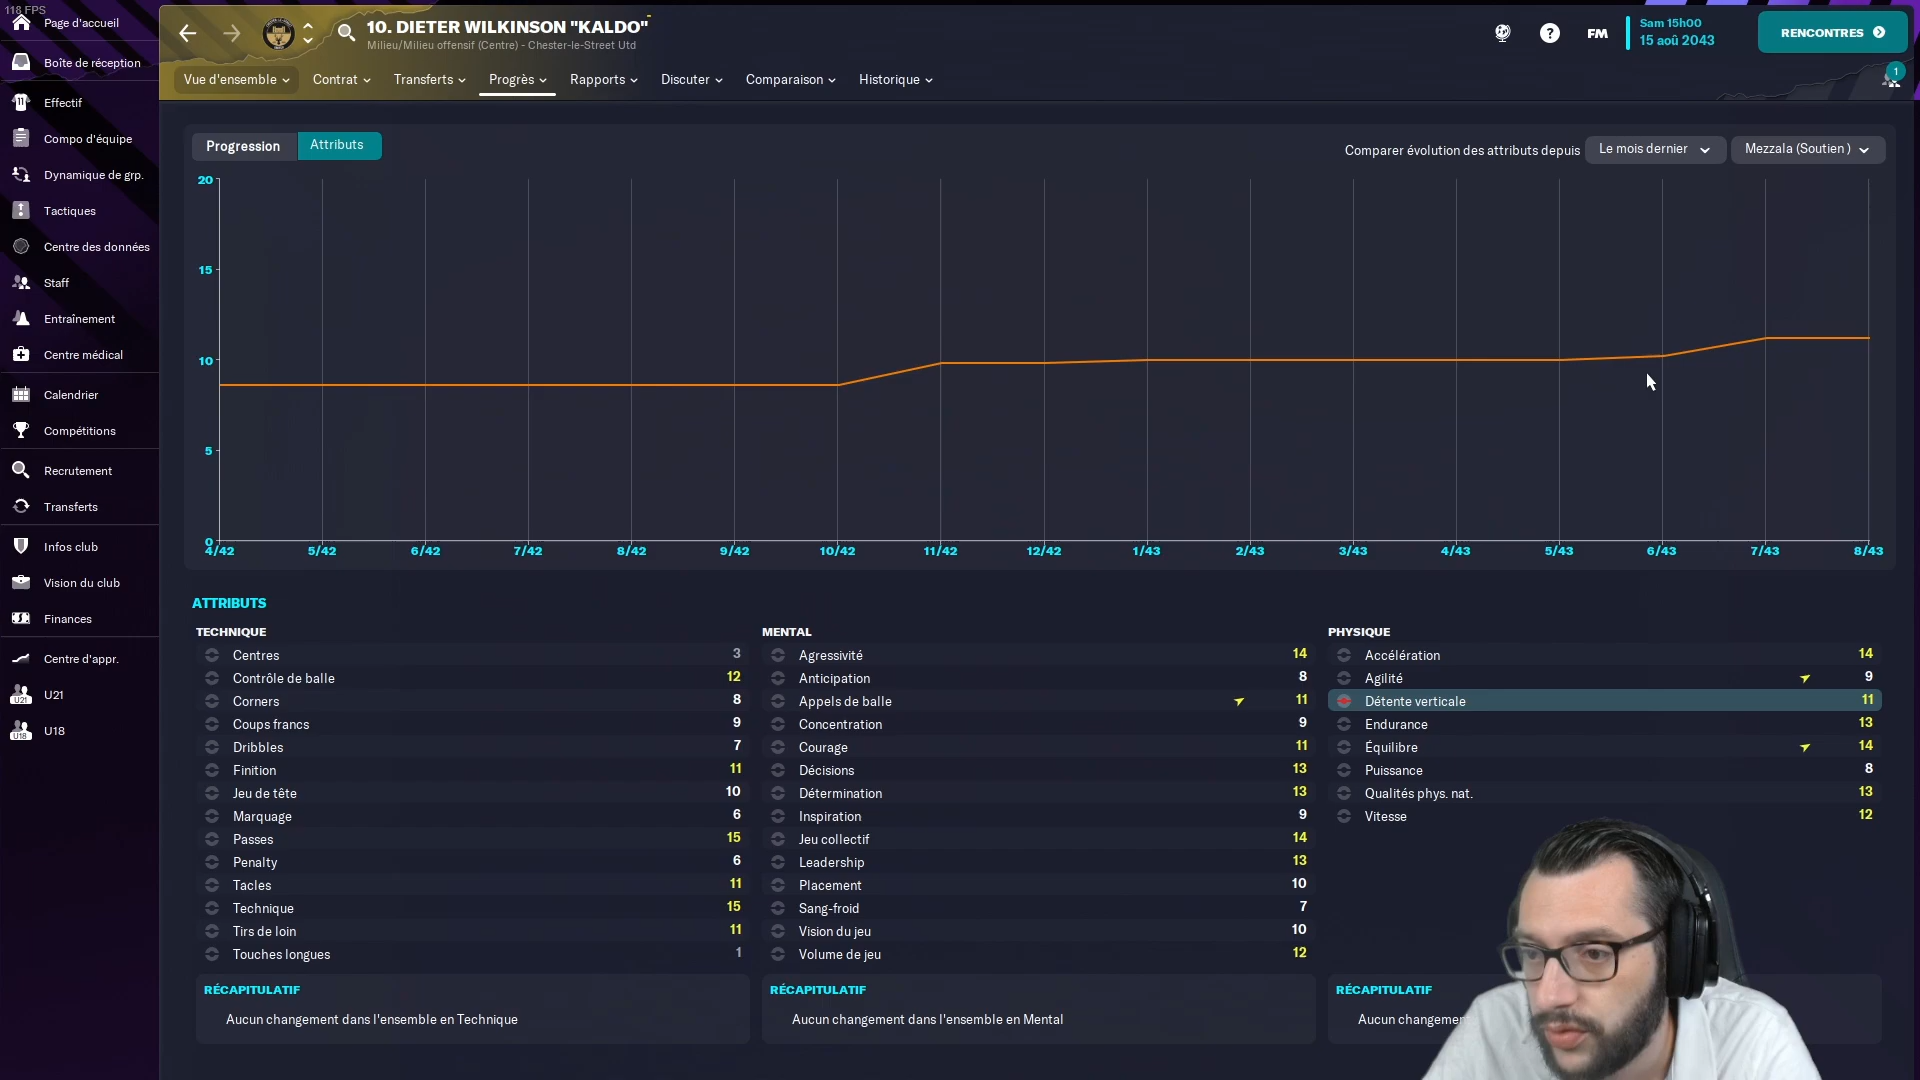 118 FPS
Page d'accueil
Boîte de réception
Effectif
Compo d'équipe
Dynamique de grp.
Tactiques
Centre des données
Staff
Entraînement
Centre médical
Calendrier
Compétitions
Recrutement
Transferts
Infos club
Vision du club
Finances
Centre d'appr.
U21
U21
U18
U18
10. DIETER WILKINSON "KALDO"
Milieu/Milieu offensif (Centre) - Chester-le-Street Utd
? FM
Sam 15h00
15 aoû 2043
RENCONTRES
1
Vue d'ensemble Contrat Transferts Progrès Rapports Discuter Comparaison Historique
Progression Attributs
Comparer évolution des attributs depuis Le mois dernier Mezzala (Soutien )
20
15
10
5
0
4/42 5/42 6/42 7/42 8/42 9/42 10/42 11/42 12/42 1/43 2/43 3/43 4/43 5/43 6/43 7/43 8/43
ATTRIBUTS
TECHNIQUE
Centres 3
Contrôle de balle 12
Corners 8
Coups francs 9
Dribbles 7
Finition 11
Jeu de tête 10
Marquage 6
Passes 15
Penalty 6
Tacles 11
Technique 15
Tirs de loin 11
Touches longues 1
RÉCAPITULATIF
Aucun changement dans l'ensemble en Technique
MENTAL
Agressivité 14
Anticipation 8
Appels de balle 11
Concentration 9
Courage 11
Décisions 13
Détermination 13
Inspiration 9
Jeu collectif 14
Leadership 13
Placement 10
Sang-froid 7
Vision du jeu 10
Volume de jeu 12
RÉCAPITULATIF
Aucun changement dans l'ensemble en Mental
PHYSIQUE
Accélération 14
Agilité 9
Détente verticale 11
Endurance 13
Équilibre 14
Puissance 8
Qualités phys. nat. 13
Vitesse 12
RÉCAPITULATIF
Aucun changement